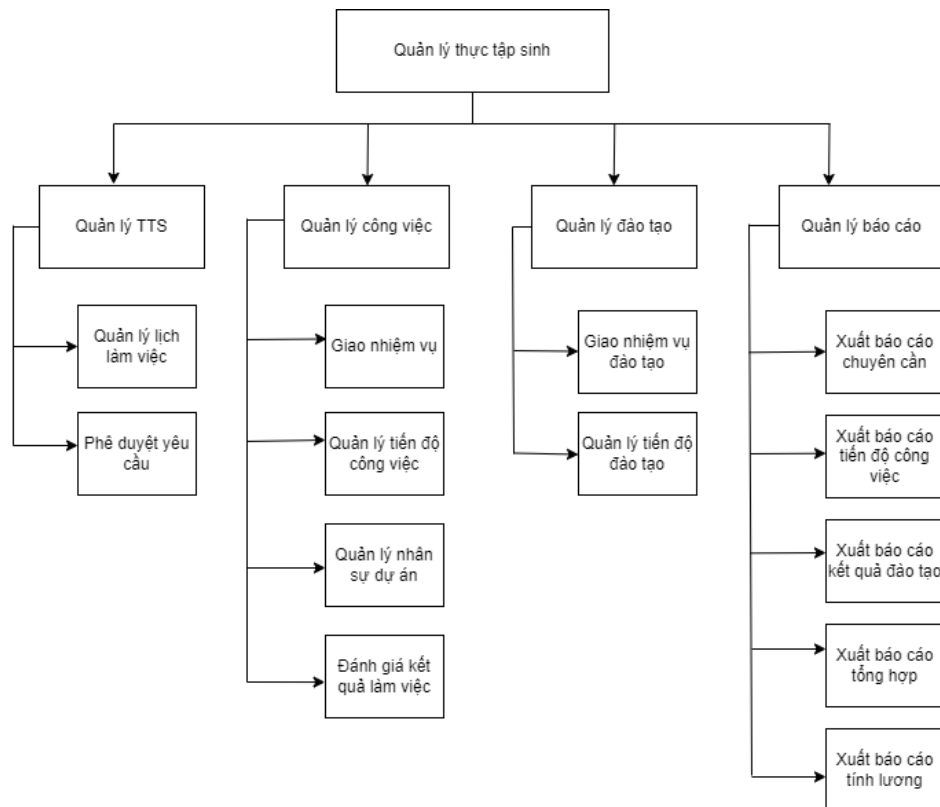 Quản lý thực tập sinh
Quản lý TTS
Quản lý công việc
Quản lý đào tạo
Quản lý báo cáo
Quản lý lịch
làm việc
Phê duyệt yêu
cầu
Giao nhiệm vụ
Quản lý tiến độ
công việc
Quản lý nhân
sự dự án
Đánh giá kết
quả làm việc
Giao nhiệm vụ
đào tạo
Quản lý tiến độ
đào tạo
Xuất báo cáo
chuyên cần
Xuất báo cáo
tiến độ công
việc
Xuất báo cáo
kết quả đào tạo
Xuất báo cáo
tổng hợp
Xuất báo cáo
tính lương